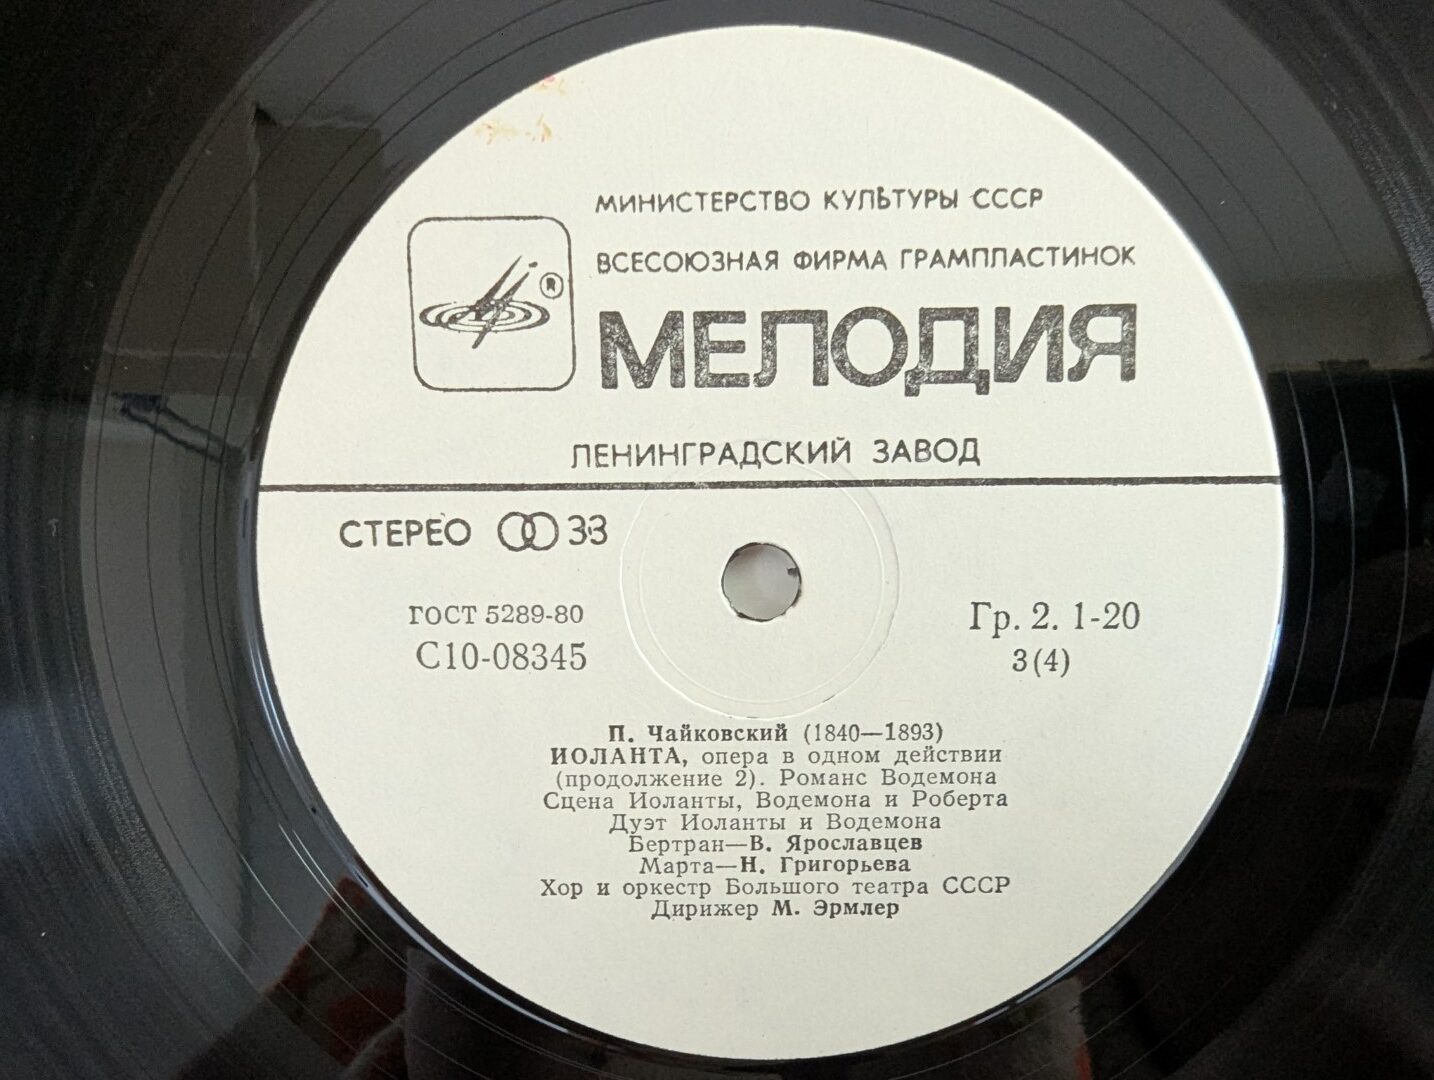 МИНИСТЕРСТВО КУЛЬТУРЫ СССР
ВСЕСОЮЗНАЯ ФИРМА ГРАМПЛАСТИНОК
®
МЕЛОДИЯ
ЛЕНИНГРАДСКИЙ ЗАВОД
СТЕРЕО 33
ГОСТ 5289-80
С10-08345
Гр. 2. 1-20
3(4)
П. Чайковский (1840—1893)
ИОЛАНТА, опера в одном действии
(продолжение 2). Романс Водемона
Сцена Иоланты, Водемона и Роберта
Дуэт Иоланты и Водемона
Бертран—В. Ярославцев
Марта—Н. Григорьева
Хор и оркестр Большого театра СССР
Дирижер М. Эрмлер